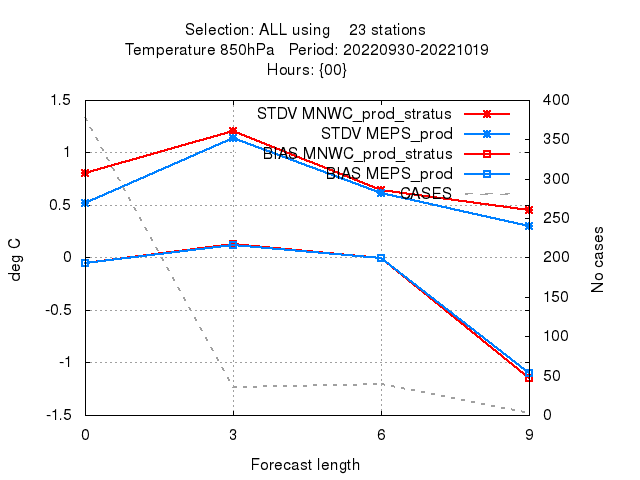 Selection: ALL using 23 stations
Temperature 850hPa Period: 20220930-20221019
Hours: {00}
1.5 400
STDV MNWC_prod_stratus
STDV MEPS_prod 350
1 BIAS MNWC_prod_stratus
BIAS MEPS_prod 300
CASES
0.5 250
0 200
deg C No cases
-0.5 150
100
-1 50
-1.5 0
0 3 6 9
Forecast length